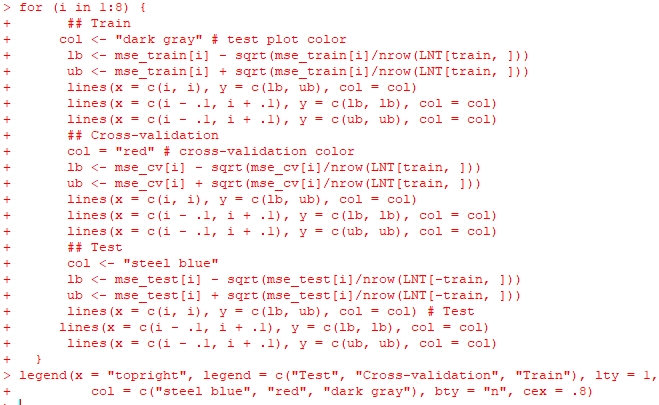 > for (i in 1:8) {
+ ## Train
+ col <- "dark gray" # test plot color
+ lb <- mse_train[i] - sqrt(mse_train[i]/nrow(LNT[train, ]))
+ ub <- mse_train[i] + sqrt(mse_train[i]/nrow(LNT[train, ]))
+ lines(x = c(i, i), y = c(lb, ub), col = col)
+ lines(x = c(i - .1, i + .1), y = c(lb, lb), col = col)
+ lines(x = c(i - .1, i + .1), y = c(ub, ub), col = col)
+ ## Cross-validation
+ col = "red" # cross-validation color
+ lb <- mse_cv[i] - sqrt(mse_cv[i]/nrow(LNT[train, ]))
+ ub <- mse_cv[i] + sqrt(mse_cv[i]/nrow(LNT[train, ]))
+ lines(x = c(i, i), y = c(lb, ub), col = col)
+ lines(x = c(i - .1, i + .1), y = c(lb, lb), col = col)
+ lines(x = c(i - .1, i + .1), y = c(ub, ub), col = col)
+ ## Test
+ col <- "steel blue"
+ lb <- mse_test[i] - sqrt(mse_test[i]/nrow(LNT[-train, ]))
+ ub <- mse_test[i] + sqrt(mse_test[i]/nrow(LNT[-train, ]))
+ lines(x = c(i, i), y = c(lb, ub), col = col) # Test
+ lines(x = c(i - .1, i + .1), y = c(lb, lb), col = col)
+ lines(x = c(i - .1, i + .1), y = c(ub, ub), col = col)
+ }
> legend(x = "topright", legend = c("Test", "Cross-validation", "Train"), lty = 1,
+ col = c("steel blue", "red", "dark gray"), bty = "n", cex = .8)
>